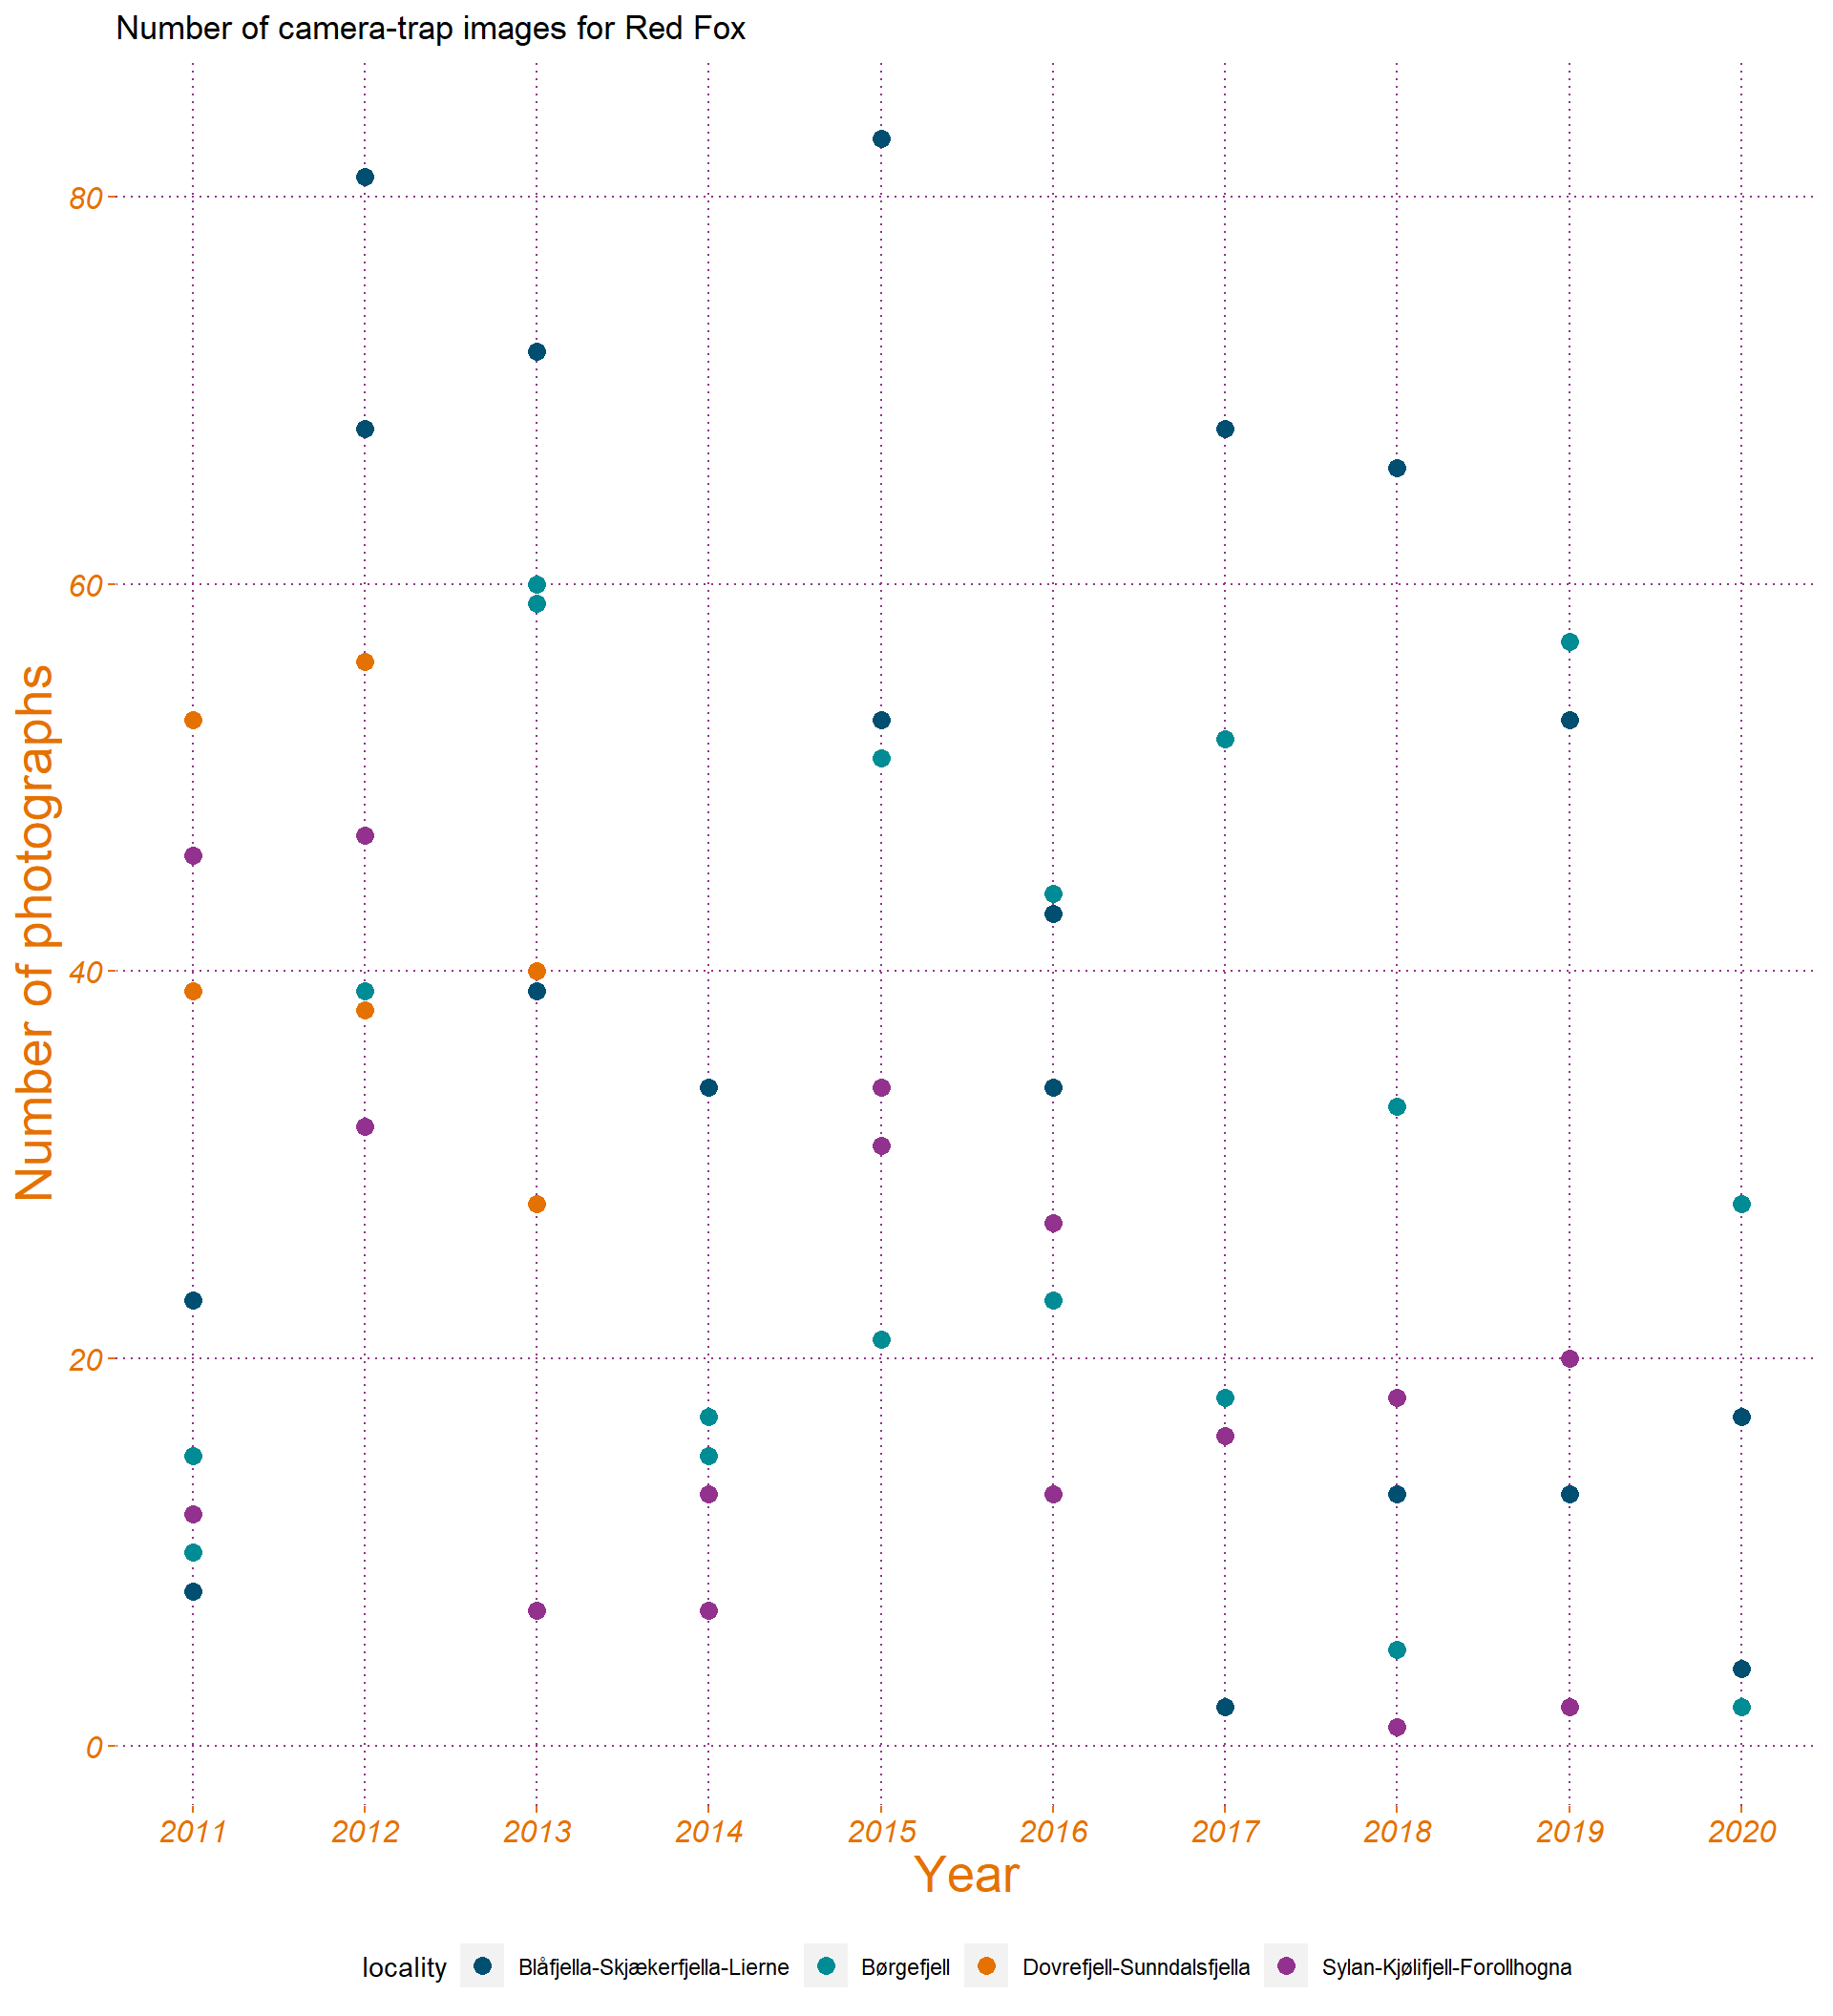 Number of camera-trap images for Red Fox
80
60
40
20
0
Number of photographs
2011 2012 2013 2014 2015 2016 2017 2018 2019 2020
Year
locality Blåfjella-Skjækerfjella-Lierne Børgefjell Dovrefjell-Sunndalsfjella Sylan-Kjølifjell-Forollhogna